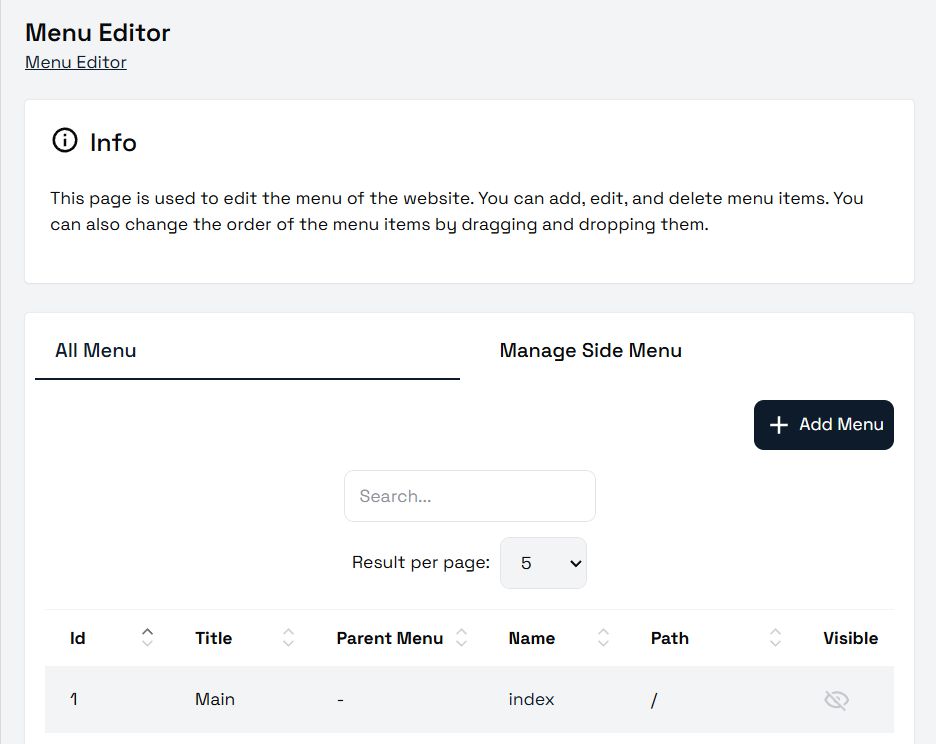 Menu Editor
Menu Editor
Info
This page is used to edit the menu of the website. You can add, edit, and delete menu items. You
can also change the order of the menu items by dragging and dropping them.
All Menu Manage Side Menu
Add Menu
Search...
Result per page: 5
Id Title Parent Menu Name Path Visible
1 Main - index /